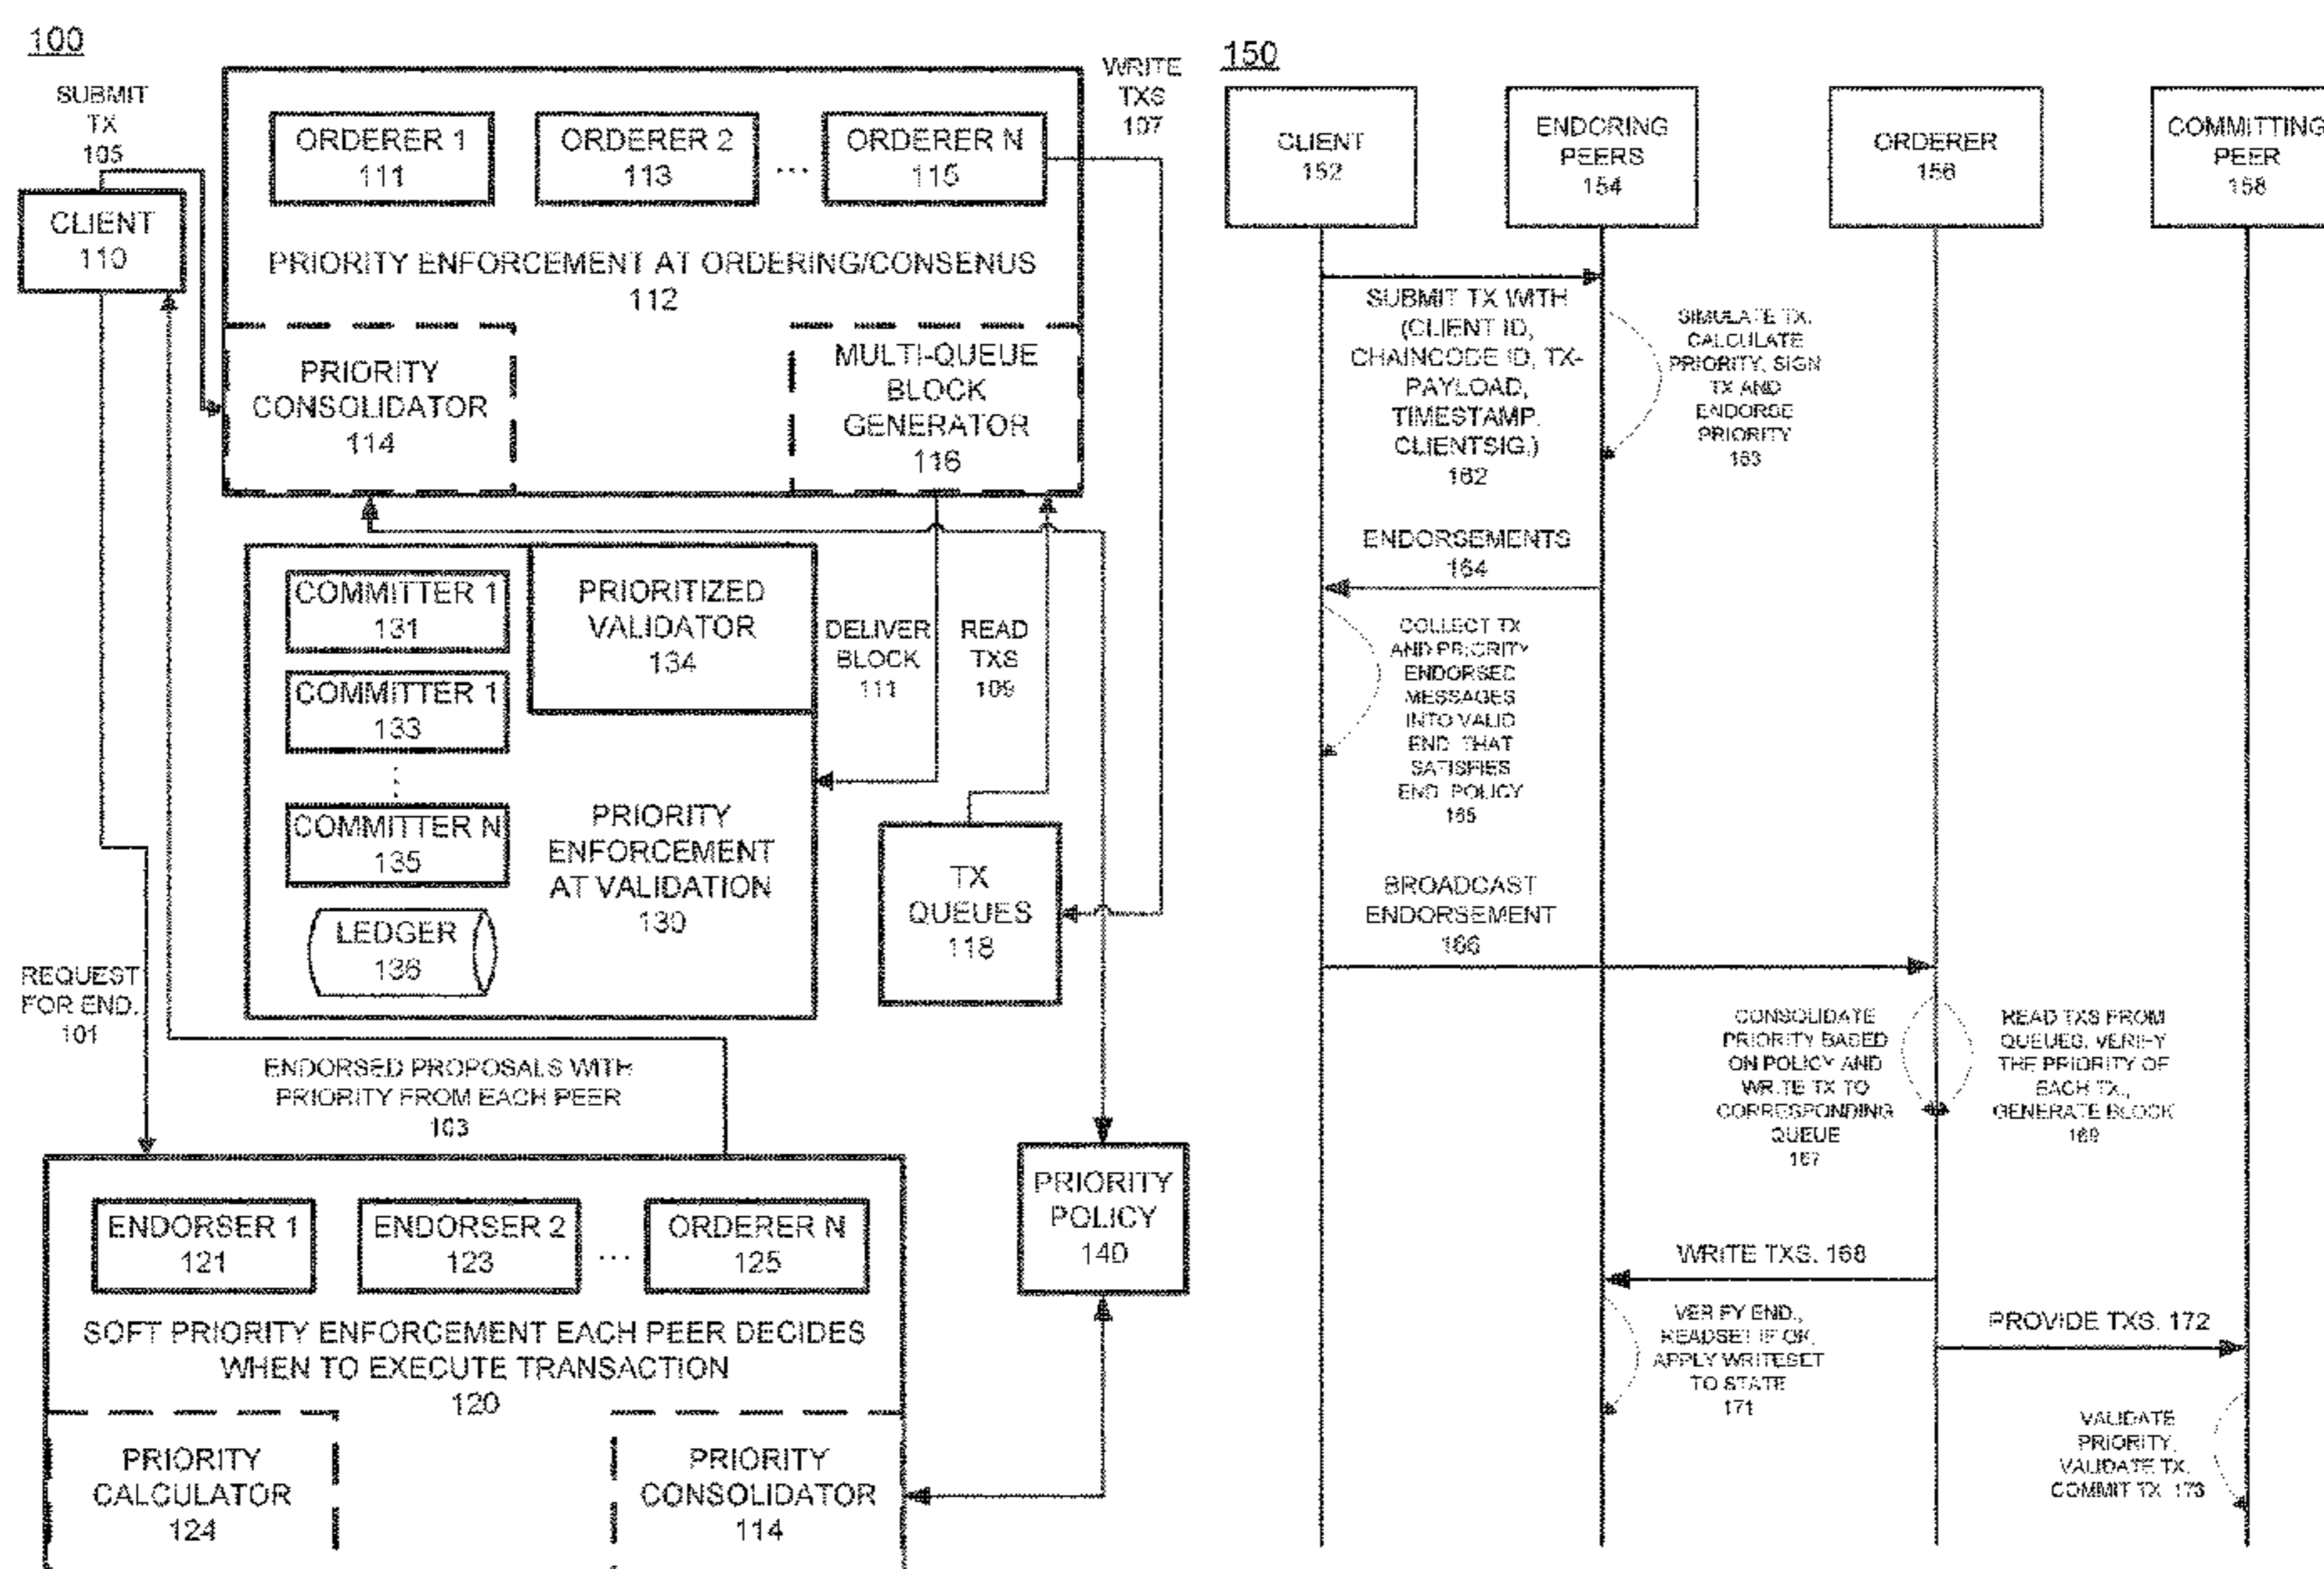 100
SUBMIT
TX
105
CLIENT
110
ORDERER 1
111
ORDERER 2
113
...
ORDERER N
115
WRITE
TXS
107
PRIORITY ENFORCEMENT AT ORDERING/CONSENUS
112
PRIORITY
CONSOLIDATOR
114
MULTI-QUEUE
BLOCK
GENERATOR
116
COMMITTER 1
131
COMMITTER 1
133
COMMITTER N
135
LEDGER
136
PRIORITIZED
VALIDATOR
134
PRIORITY
ENFORCEMENT
AT VALIDATION
130
DELIVER
BLOCK
111
READ
TXS
109
TX
QUEUES
118
REQUEST
FOR END.
101
ENDORSED PROPOSALS WITH
PRIORITY FROM EACH PEER
103
ENDORSER 1
121
ENDORSER 2
123
...
ORDERER N
125
SOFT PRIORITY ENFORCEMENT EACH PEER DECIDES
WHEN TO EXECUTE TRANSACTION
120
PRIORITY
CALCULATOR
124
PRIORITY
CONSOLIDATOR
114
PRIORITY
POLICY
140
150
CLIENT
152
ENDORING
PEERS
154
ORDERER
156
COMMITTING
PEER
158
SUBMIT TX WITH
(CLIENT ID,
CHAINCODE ID, TX-
PAYLOAD,
TIMESTAMP,
CLIENTSIG.)
162
SIMULATE TX,
CALCULATE
PRIORITY, SIGN
TX AND
ENDORSE
PRIORITY
163
ENDORSEMENTS
164
COLLECT TX
AND PRIORITY
ENDORSED
MESSAGES
INTO VALID
END. THAT
SATISFIES
END. POLICY
165
BROADCAST
ENDORSEMENT
166
CONSOLIDATE
PRIORITY BASED
ON POLICY AND
WRITE TX TO
CORRESPONDING
QUEUE
167
READ TXS FROM
QUEUES, VERIFY
THE PRIORITY OF
EACH TX.,
GENERATE BLOCK
169
WRITE TXS. 168
VERIFY END.,
READSET IF OK,
APPLY WRITESET
TO STATE
171
PROVIDE TXS. 172
VALIDATE
PRIORITY,
VALIDATE TX,
COMMIT TX. 173